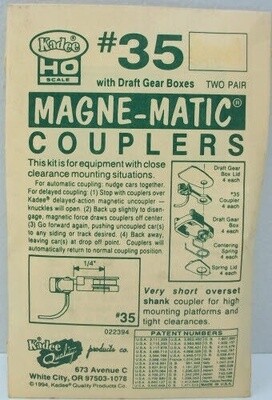 Kadee®
HO
SCALE
#35
with Draft Gear Boxes TWO PAIR
MAGNE-MATIC®
COUPLERS
This kit is for equipment with close
clearance mounting situations.
For automatic coupling: nudge cars together.
For delayed coupling: (1) Stop with couplers over
Kadee® delayed-action magnetic uncoupler —
knuckles will open. (2) Back up slightly to disen-
gage, magnetic force draws couplers off center.
(3) Go forward again, pushing uncoupled car(s)
to any siding or track desired. (4) Back away,
leaving car(s) at drop off point. Couplers will
automatically return to normal coupling position.
Draft Gear
Box Lid
4 each
#35
Coupler
4 each
Draft Gear
Box
4 each
Centering
Spring
4 each
Spring Lid
4 each
1/4"
#35
022394
Very short overset
shank coupler for high
mounting platforms and
tight clearances.
Kadee
Quality products co.
673 Avenue C
White City, OR 97503-1078
©1994, Kadee® Quality Products Co.
PATENT NUMBERS